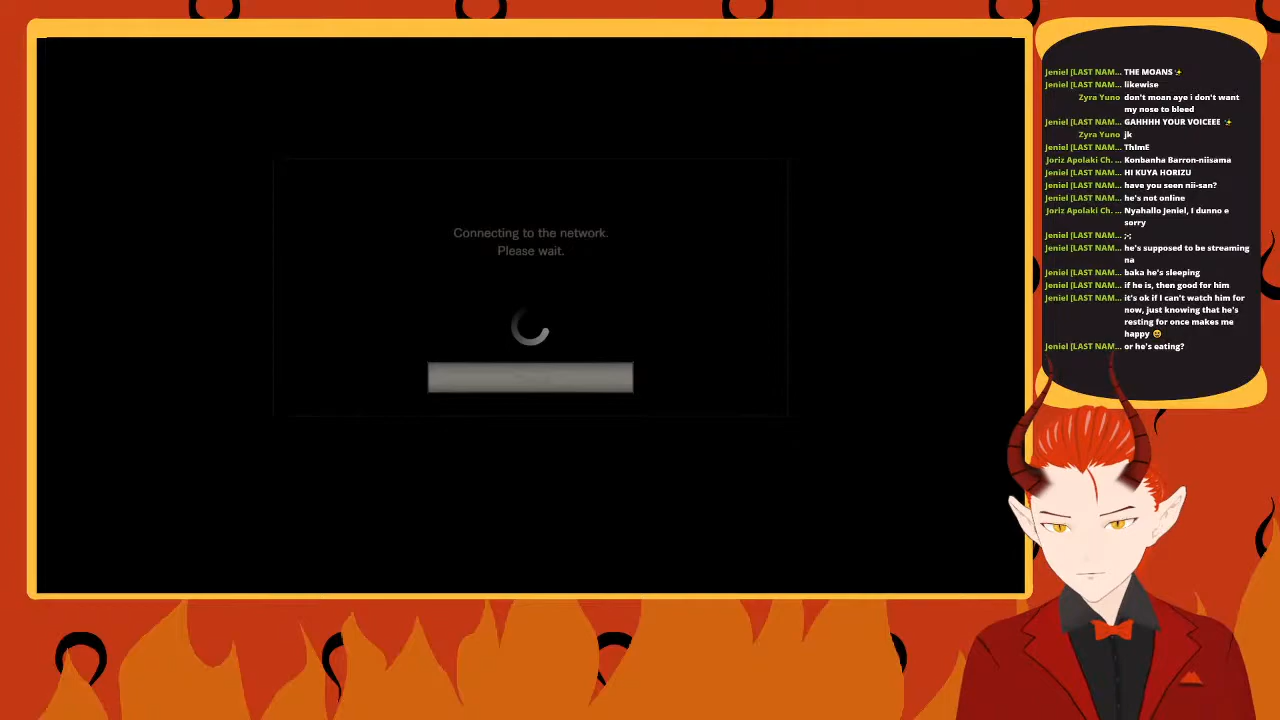 Connecting to the network.
Please wait.
Jeniel [LAST NAM... THE MOANS ✨
Jeniel [LAST NAM... likewise
Zyra Yuno don't moan aye i don't want
my nose to bleed
Jeniel [LAST NAM... GAHHHH YOUR VOICEEE ✨
Zyra Yuno jk
Jeniel [LAST NAM... ThImE
Joriz Apolaki Ch. ... Konbanha Barron-niisama
Jeniel [LAST NAM... HI KUYA HORIZU
Jeniel [LAST NAM... have you seen nii-san?
Jeniel [LAST NAM... he's not online
Joriz Apolaki Ch. ... Nyahallo Jeniel, I dunno e
sorry
Jeniel [LAST NAM... ;-;
Jeniel [LAST NAM... he's supposed to be streaming
na
Jeniel [LAST NAM... baka he's sleeping
Jeniel [LAST NAM... if he is, then good for him
Jeniel [LAST NAM... it's ok if I can't watch him for
now, just knowing that he's
resting for once makes me
happy 😄
Jeniel [LAST NAM... or he's eating?